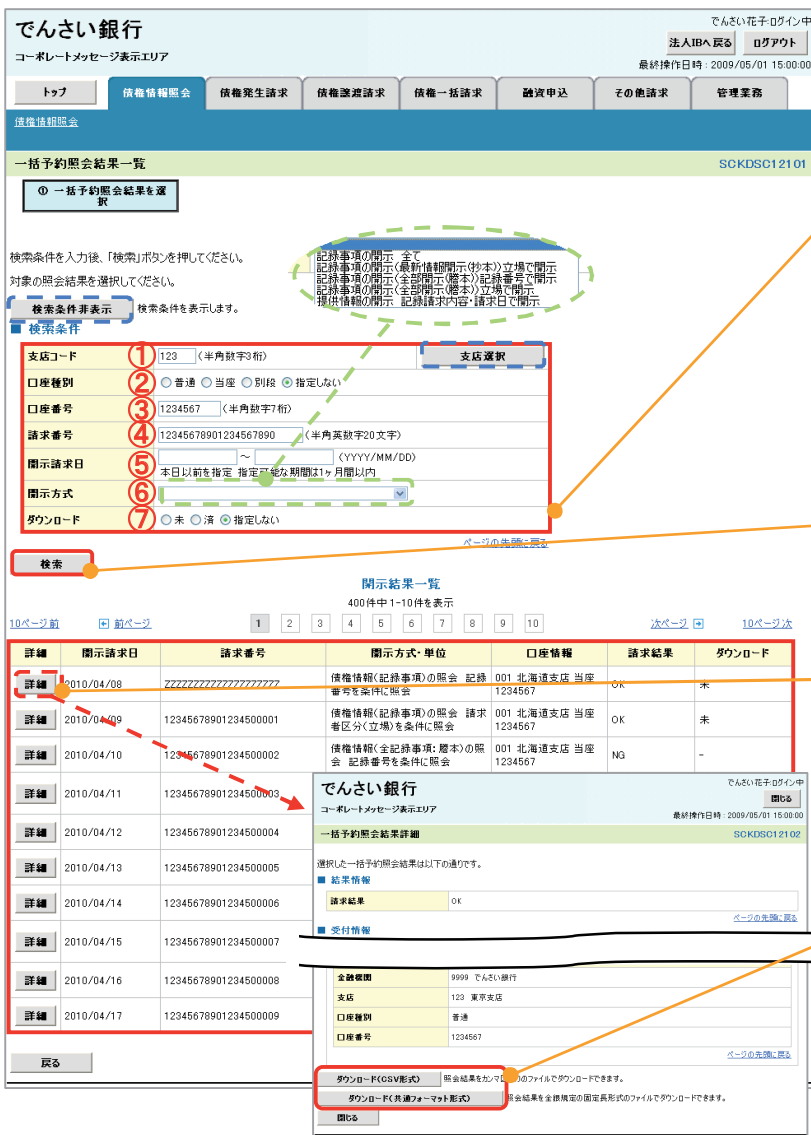 でんさい銀行
でんさい花子:ログイン中
法人IBへ戻る ログアウト
コーポレートメッセージ表示エリア
最終操作日時:2009/05/01 15:00:00
トップ 債権情報照会 債権発生請求 債権譲渡請求 債権一括請求 融資申込 その他請求 管理業務
債権情報照会
一括予約照会結果一覧 SCKDSC12101
① 一括予約照会結果を選
択
検索条件を入力後、「検索」ボタンを押してください。
対象の照会結果を選択してください。
記録事項の開示 全て
記録事項の開示(最新情報開示(抄本))立場で開示
記録事項の開示(全部開示(謄本))記録番号で開示
記録事項の開示(全部開示(謄本))立場で開示
提供情報の開示 記録請求内容・請求日で開示
検索条件非表示 検索条件を表示します。
■ 検索条件
支店コード ① 123 (半角数字3桁) 支店選択
口座種別 ② 普通 当座 別段 指定しない
口座番号 ③ 1234567 (半角数字7桁)
請求番号 ④ 12345678901234567890 (半角英数字20文字)
開示請求日 ⑤ ~ (YYYY/MM/DD)
本日以前を指定 指定可能な期間は1ヶ月間以内
開示方式 ⑥
ダウンロード ⑦ 未 済 指定しない
ページの先頭に戻る
検索
開示結果一覧
400件中 1-10件を表示
10ページ前 前ページ 1 2 3 4 5 6 7 8 9 10 次ページ 10ページ次
詳細 開示請求日 請求番号 開示方式・単位 口座情報 請求結果 ダウンロード
詳細 2010/04/08 ZZZZZZZZZZZZZZZZZZZZ 債権情報(記録事項)の照会 記録番号を条件に照会 001 北海道支店 当座 1234567 OK 未
詳細 2010/04/09 12345678901234500001 債権情報(記録事項)の照会 請求者区分(立場)を条件に照会 001 北海道支店 当座 1234567 OK 未
詳細 2010/04/10 12345678901234500002 債権情報(全記録事項:謄本)の照会 記録番号を条件に照会 001 北海道支店 当座 1234567 NG -
詳細 2010/04/11 12345678901234500003
詳細 2010/04/12 12345678901234500004
詳細 2010/04/13 12345678901234500005
詳細 2010/04/14 12345678901234500006
詳細 2010/04/15 12345678901234500007
詳細 2010/04/16 12345678901234500008
詳細 2010/04/17 12345678901234500009
戻る
でんさい銀行
でんさい花子:ログイン中
閉じる
コーポレートメッセージ表示エリア
最終操作日時:2009/05/01 15:00:00
一括予約照会結果詳細 SCKDSC12102
選択した一括予約照会結果は以下の通りです。
■ 結果情報
請求結果 OK
ページの先頭に戻る
■ 受付情報
金融機関 9999 でんさい銀行
支店 123 東京支店
口座種別 普通
口座番号 1234567
ページの先頭に戻る
ダウンロード(CSV形式) 照会結果をカンマ のファイルでダウンロードできます。
ダウンロード(共通フォーマット形式) 照会結果を全銀規定の固定長形式のファイルでダウンロードできます。
閉じる